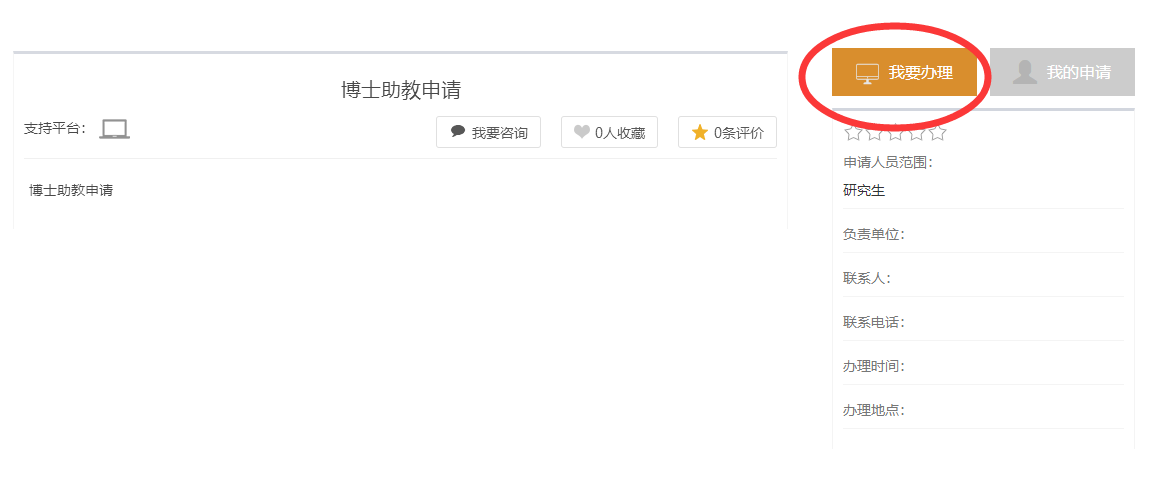 博士助教申请
支持平台：
我要咨询
0人收藏
0条评价
博士助教申请
我要办理
我的申请
申请人员范围：
研究生
负责单位：
联系人：
联系电话：
办理时间：
办理地点：